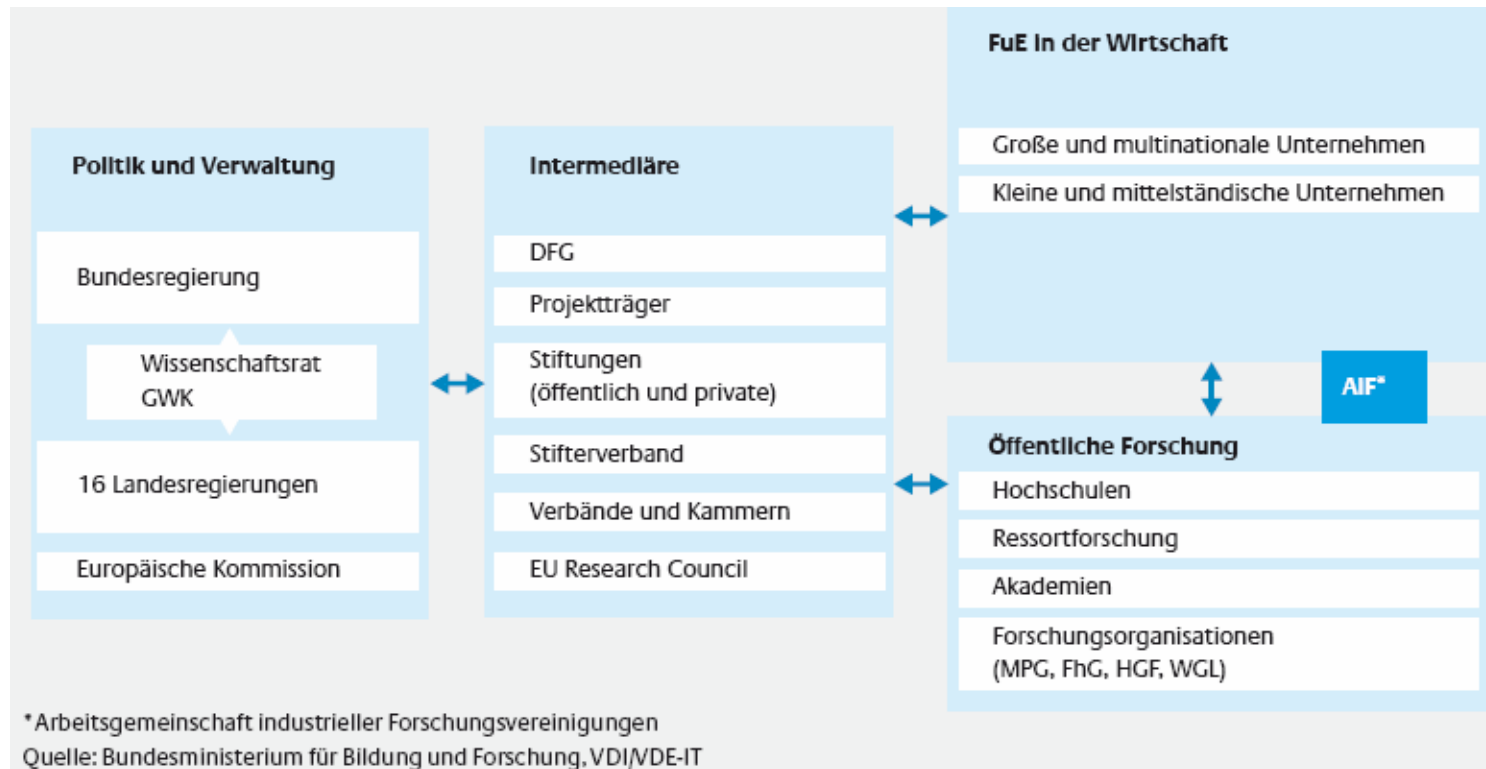 Politik und Verwaltung
Bundesregierung
Wissenschaftsrat
GWK
16 Landesregierungen
Europäische Kommission
Intermediäre
DFG
Projektträger
Stiftungen
(öffentlich und private)
Stifterverband
Verbände und Kammern
EU Research Council
FuE in der Wirtschaft
Große und multinationale Unternehmen
Kleine und mittelständische Unternehmen
AIF*
Öffentliche Forschung
Hochschulen
Ressortforschung
Akademien
Forschungsorganisationen
(MPG, FhG, HGF, WGL)
*Arbeitsgemeinschaft industrieller Forschungsvereinigungen
Quelle: Bundesministerium für Bildung und Forschung, VDI/VDE-IT